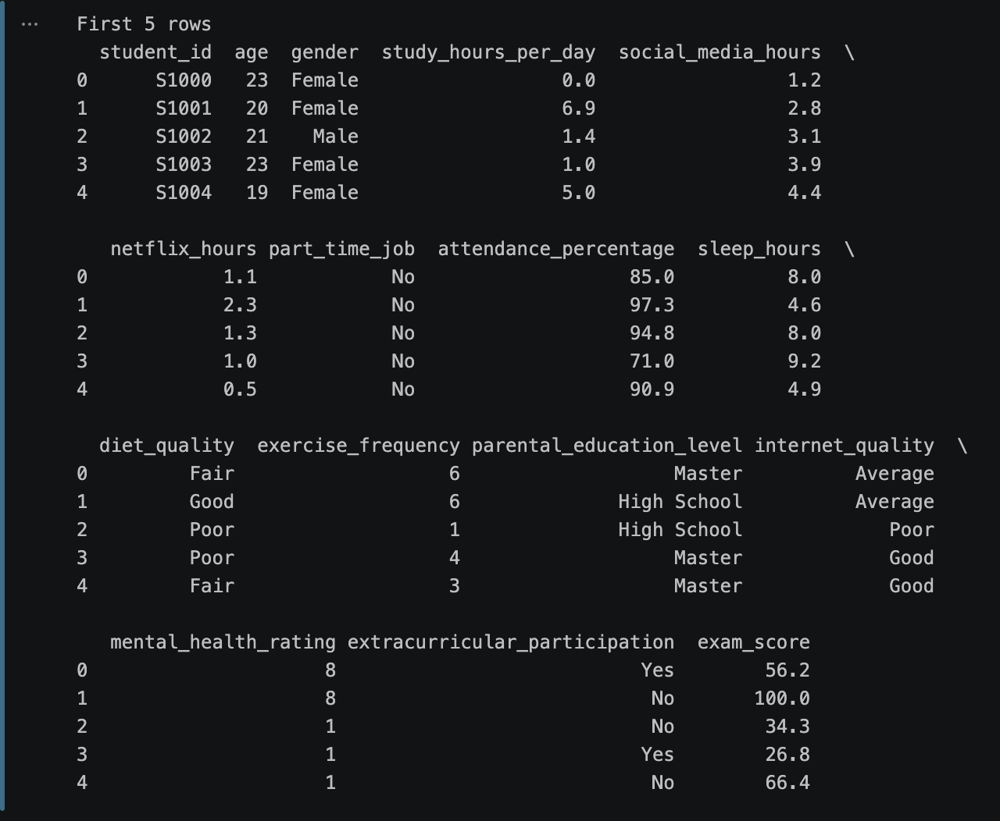 First 5 rows
student_id age gender study_hours_per_day social_media_hours \
0 S1000 23 Female 0.0 1.2
1 S1001 20 Female 6.9 2.8
2 S1002 21 Male 1.4 3.1
3 S1003 23 Female 1.0 3.9
4 S1004 19 Female 5.0 4.4
netflix_hours part_time_job attendance_percentage sleep_hours \
0 1.1 No 85.0 8.0
1 2.3 No 97.3 4.6
2 1.3 No 94.8 8.0
3 1.0 No 71.0 9.2
4 0.5 No 90.9 4.9
diet_quality exercise_frequency parental_education_level internet_quality \
0 Fair 6 Master Average
1 Good 6 High School Average
2 Poor 1 High School Poor
3 Poor 4 Master Good
4 Fair 3 Master Good
mental_health_rating extracurricular_participation exam_score
0 8 Yes 56.2
1 8 No 100.0
2 1 No 34.3
3 1 Yes 26.8
4 1 No 66.4